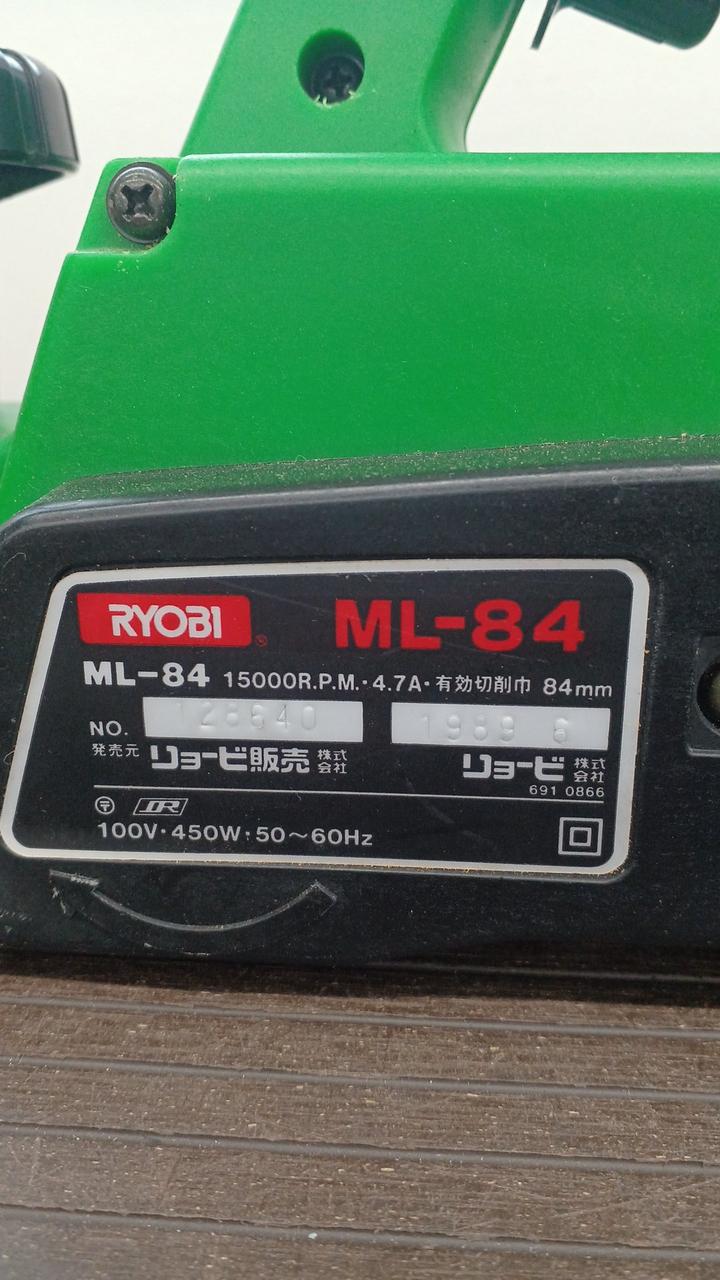 RYOBI ® ML-84
ML-84 15000R.P.M.・4.7A・有効切削巾 84mm
NO. 128640 1989 6
発売元 リョービ販売 株式会社 リョービ 株式会社
691 0866
〒 DR
100V・450W・50～60Hz